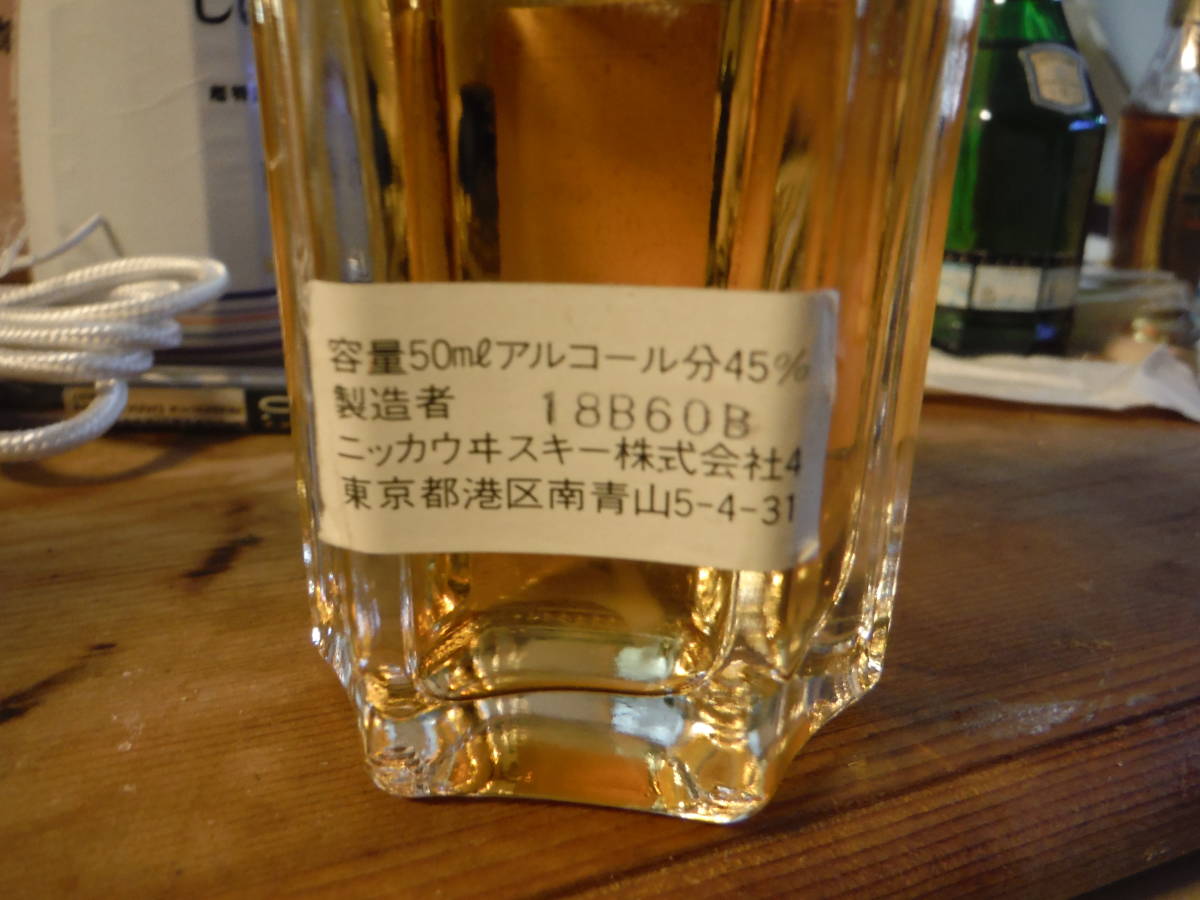 容量50mlアルコール分45%
製造者 18B60B
ニッカウヰスキー株式会社4
東京都港区南青山5-4-31